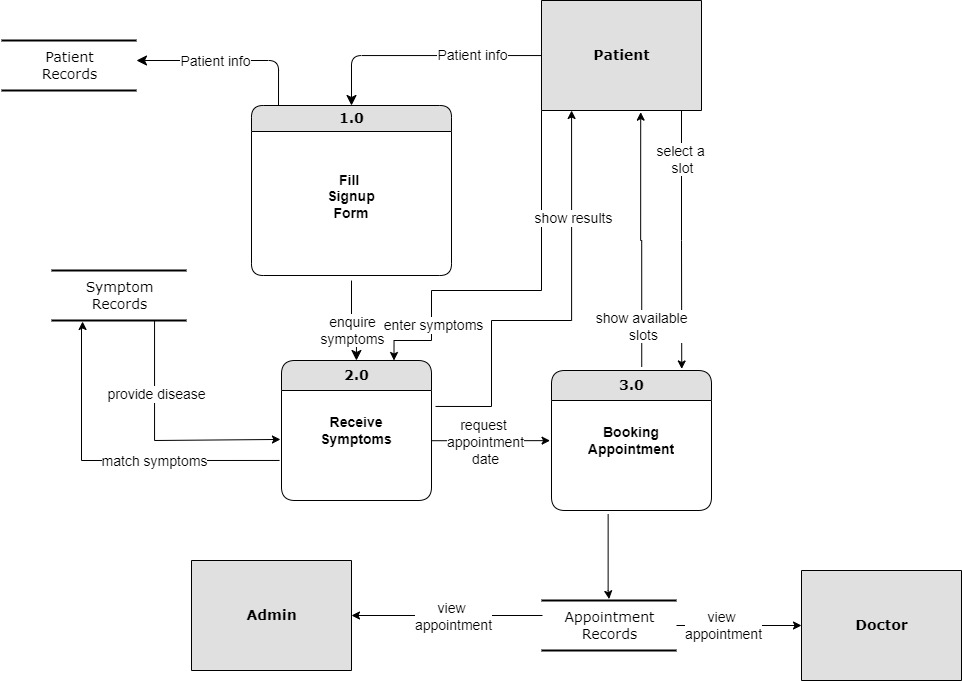 Patient
Records
Patient info
Patient info
Patient
1.0
Fill
Signup
Form
select a
slot
show results
Symptom
Records
enquire
symptoms
enter symptoms
show available
slots
2.0
3.0
provide disease
Receive
Symptoms
request
appointment
date
Booking
Appointment
match symptoms
Admin
view
appointment
Appointment
Records
view
appointment
Doctor